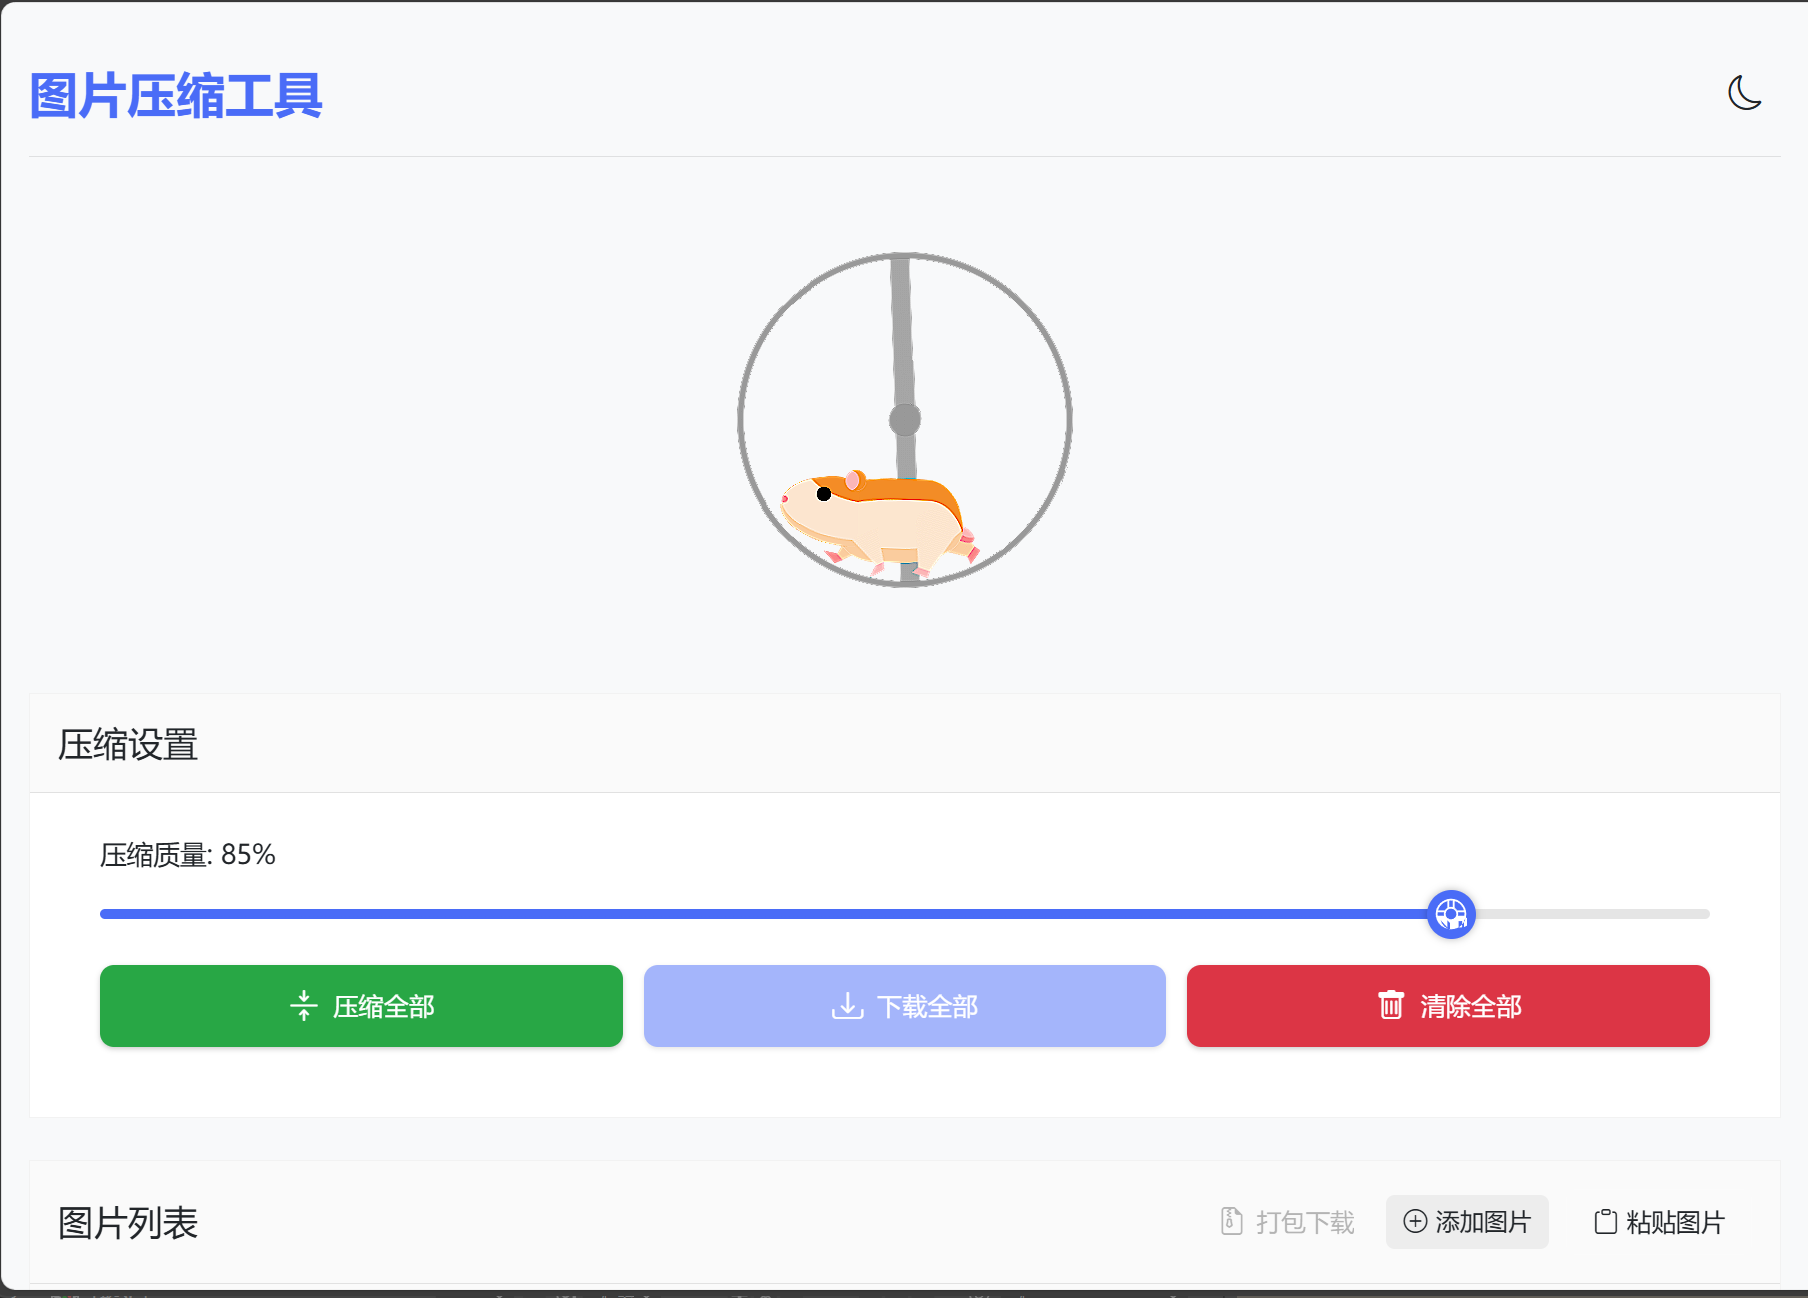 图片压缩工具
压缩设置
压缩质量: 85%
压缩全部
下载全部
清除全部
图片列表
打包下载
添加图片
粘贴图片